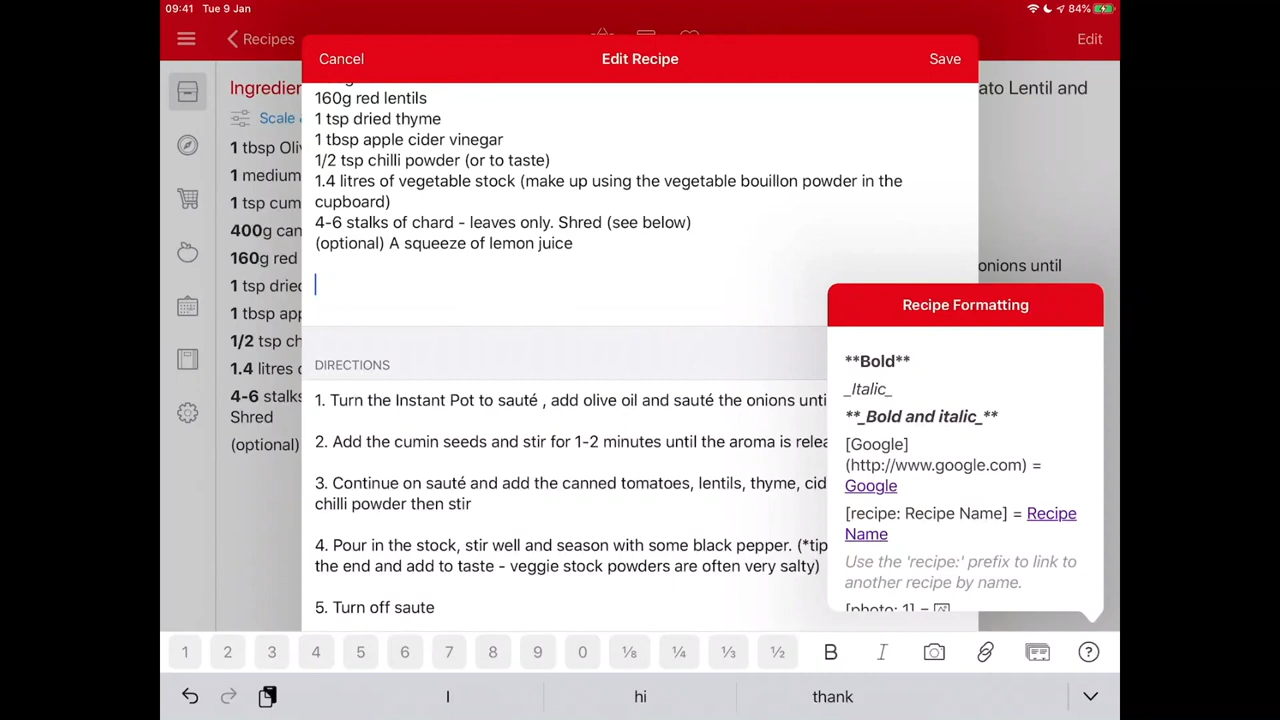 09:41 Tue 9 Jan
84%
Recipes
Edit
Cancel
Edit Recipe
Save
Ingredien
ato Lentil and
Scale &
1 tbsp Oli
1 medium
1 tsp cum
400g can
160g red
1 tsp dried
1 tbsp app
1/2 tsp ch
1.4 litres o
4-6 stalks
Shred
(optional)
onions until
160g red lentils
1 tsp dried thyme
1 tbsp apple cider vinegar
1/2 tsp chilli powder (or to taste)
1.4 litres of vegetable stock (make up using the vegetable bouillon powder in the
cupboard)
4-6 stalks of chard - leaves only. Shred (see below)
(optional) A squeeze of lemon juice
DIRECTIONS
1. Turn the Instant Pot to sauté , add olive oil and sauté the onions until
2. Add the cumin seeds and stir for 1-2 minutes until the aroma is relea
3. Continue on sauté and add the canned tomatoes, lentils, thyme, cid
chilli powder then stir
4. Pour in the stock, stir well and season with some black pepper. (*tip
the end and add to taste - veggie stock powders are often very salty)
5. Turn off saute
Recipe Formatting
**Bold**
_Italic_
**_Bold and italic_**
[Google]
(http://www.google.com) =
Google
[recipe: Recipe Name] = Recipe
Name
Use the 'recipe:' prefix to link to
another recipe by name.
[photo: 1] =
1 2 3 4 5 6 7 8 9 0 ⅛ ¼ ⅓ ½ B I ?
I hi thank